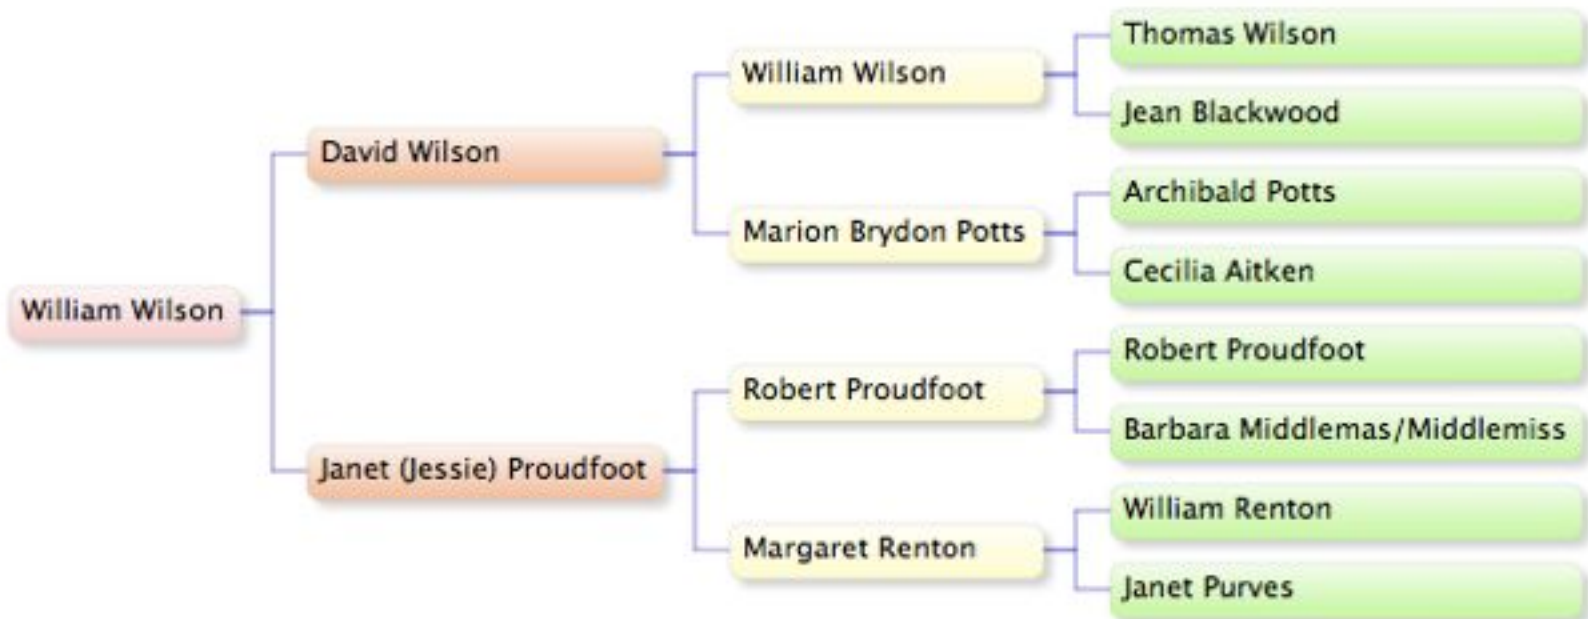 Thomas Wilson
William Wilson
Jean Blackwood
David Wilson
Archibald Potts
Marion Brydon Potts
Cecilia Aitken
William Wilson
Robert Proudfoot
Robert Proudfoot
Barbara Middlemas/Middlemiss
Janet (Jessie) Proudfoot
William Renton
Margaret Renton
Janet Purves